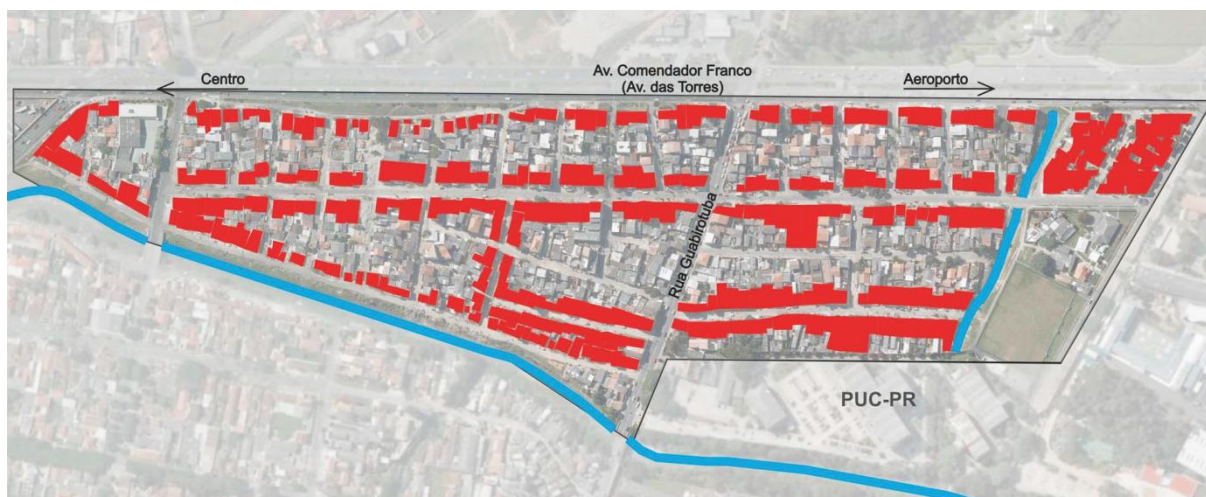 Av. Comendador Franco
(Av. das Torres)
Centro
Aeroporto
Rua Guabirotuba
PUC-PR